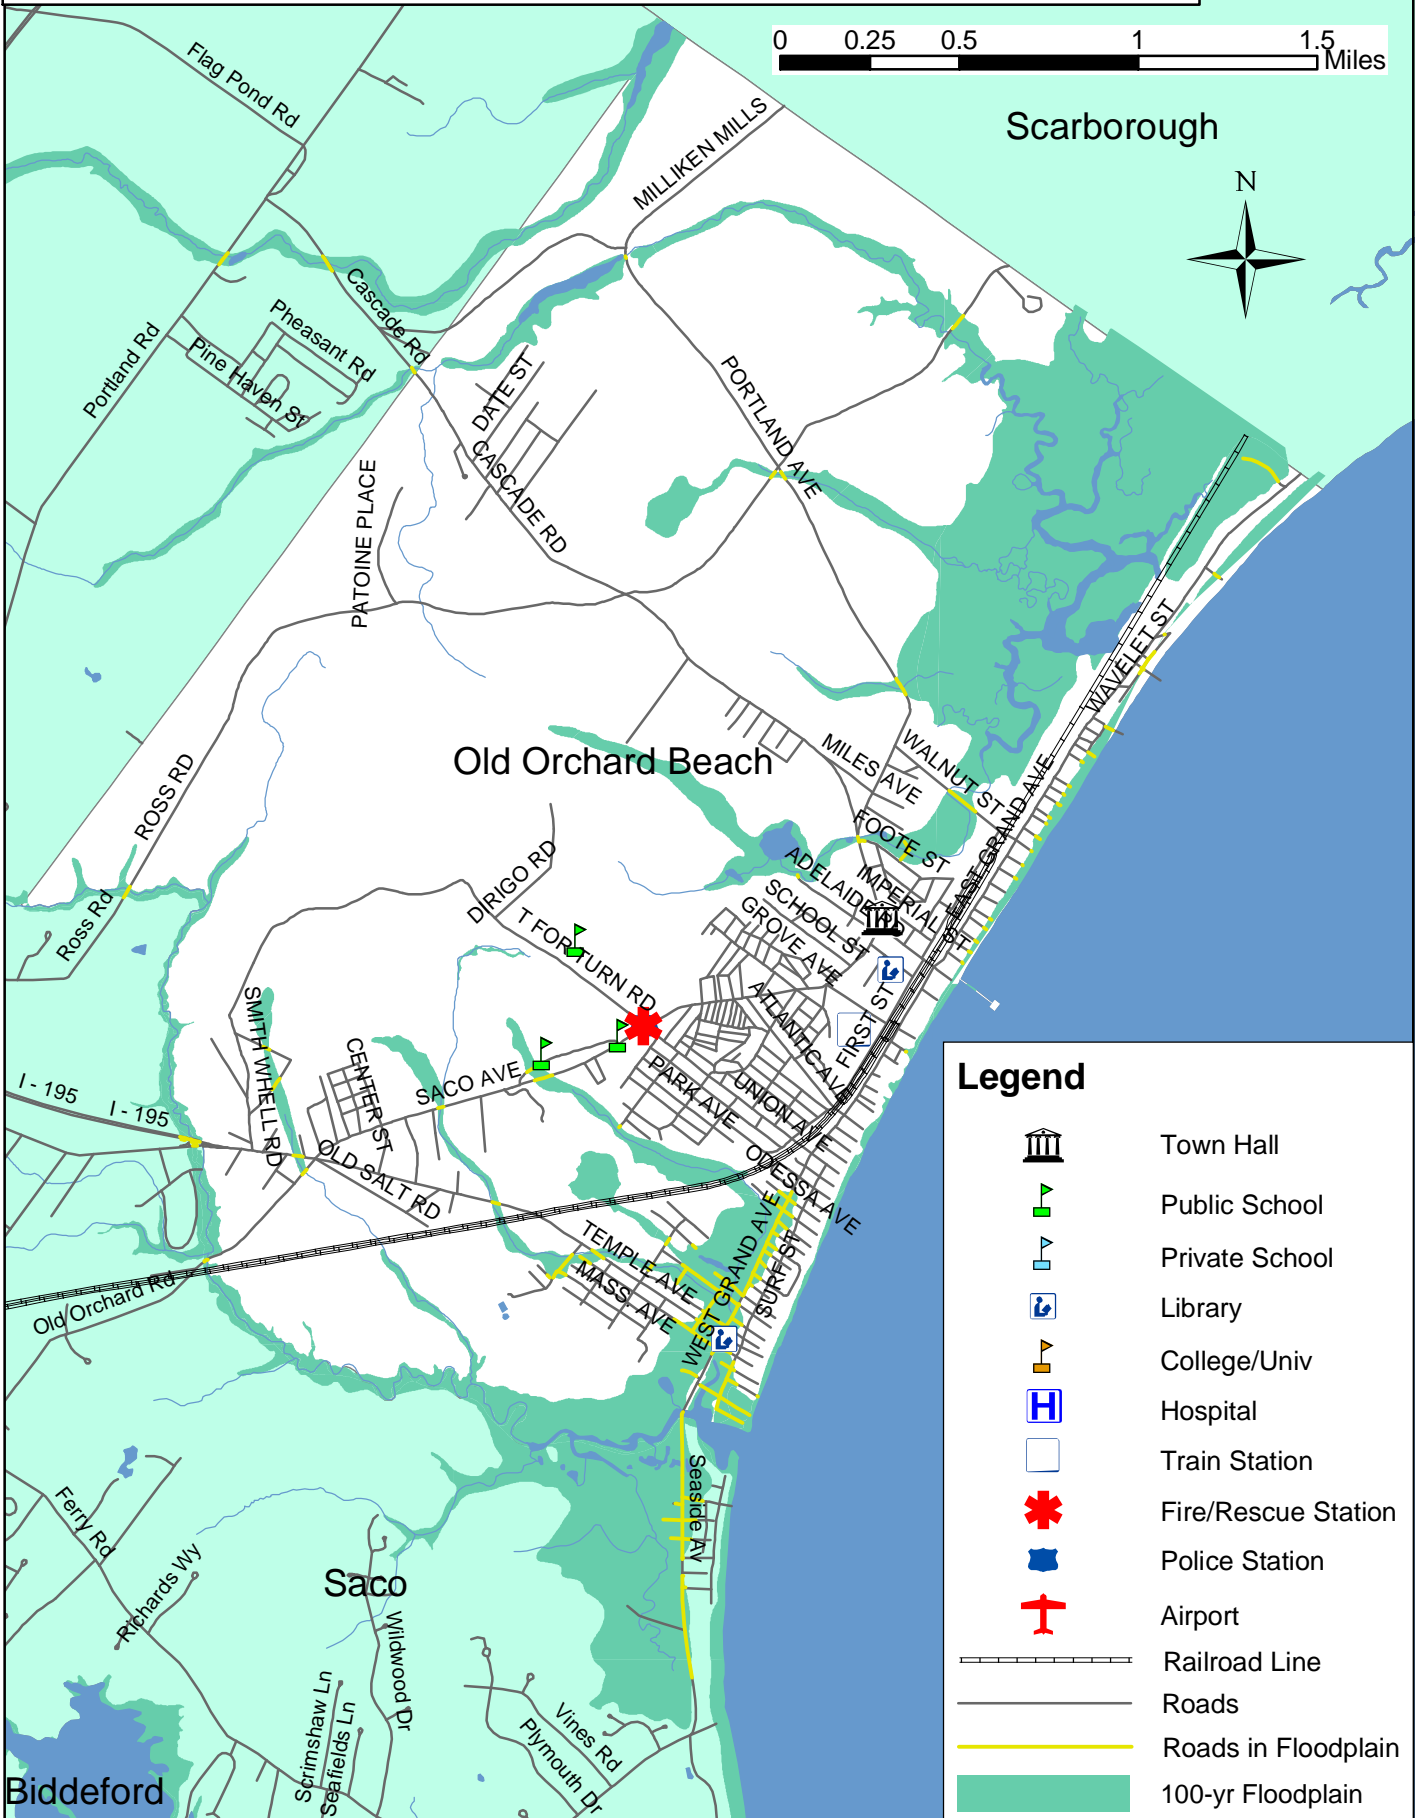 0 0.25 0.5 1 1.5
Miles
Flag Pond Rd
MILLIKEN MILLS
Scarborough
N
Cascade Rd
Pheasant Rd
Portland Rd
Pine Haven St
DATE ST
PORTLAND AVE
CASCADE RD
PATOINE PLACE
WAVELET ST
Old Orchard Beach
ROSS RD
MILES AVE
WALNUT ST
EAST GRAND AVE
FOOTE ST
DIRIGO RD
ADELAIDE RD
IMPERIAL ST
SCHOOL ST
GROVE AVE
Ross Rd
T FORTURN RD
SMITH WHELL RD
ATLANTIC AVE
FIRST ST
CENTER ST
SACO AVE
PARK AVE
UNION AVE
I - 195
I - 195
OLD SALT RD
ODESSA AVE
TEMPLE AVE
WEST GRAND AVE
SURF ST
MASS. AVE
Old Orchard Rd
Seaside Av
Ferry Rd
Richards Wy
Saco
Wildwood Dr
Scrimshaw Ln
Seafields Ln
Vines Rd
Plymouth Dr
Biddeford
Legend
Town Hall
Public School
Private School
Library
College/Univ
H
Hospital
Train Station
Fire/Rescue Station
Police Station
Airport
Railroad Line
Roads
Roads in Floodplain
100-yr Floodplain